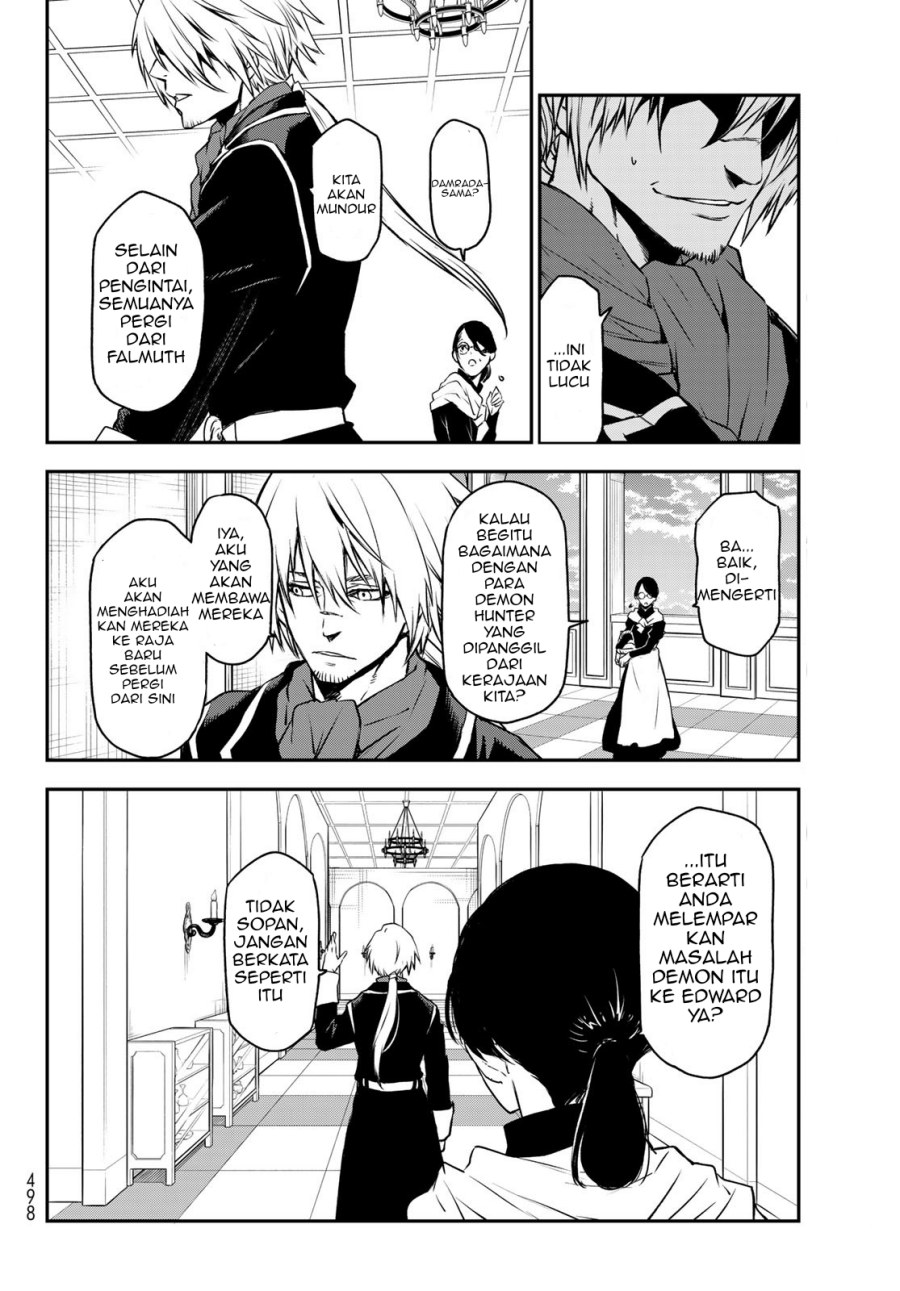 ...INI
TIDAK
LUCU
DAMRADA-
SAMA?
KITA
AKAN
MUNDUR
SELAIN
DARI
PENGINTAI,
SEMUANYA
PERGI
DARI
FALMUTH
BA...
BAIK,
DI-
MENGERTI
KALAU
BEGITU
BAGAIMANA
DENGAN
PARA
DEMON
HUNTER
YANG
DIPANGGIL
DARI
KERAJAAN
KITA?
IYA,
AKU
YANG
AKAN
MEMBAWA
MEREKA
AKU
AKAN
MENGHADIAH
KAN MEREKA
KE RAJA
BARU
SEBELUM
PERGI
DARI SINI
...ITU
BERARTI
ANDA
MELEMPAR
KAN
MASALAH
DEMON ITU
KE EDWARD
YA?
TIDAK
SOPAN,
JANGAN
BERKATA
SEPERTI
ITU
498